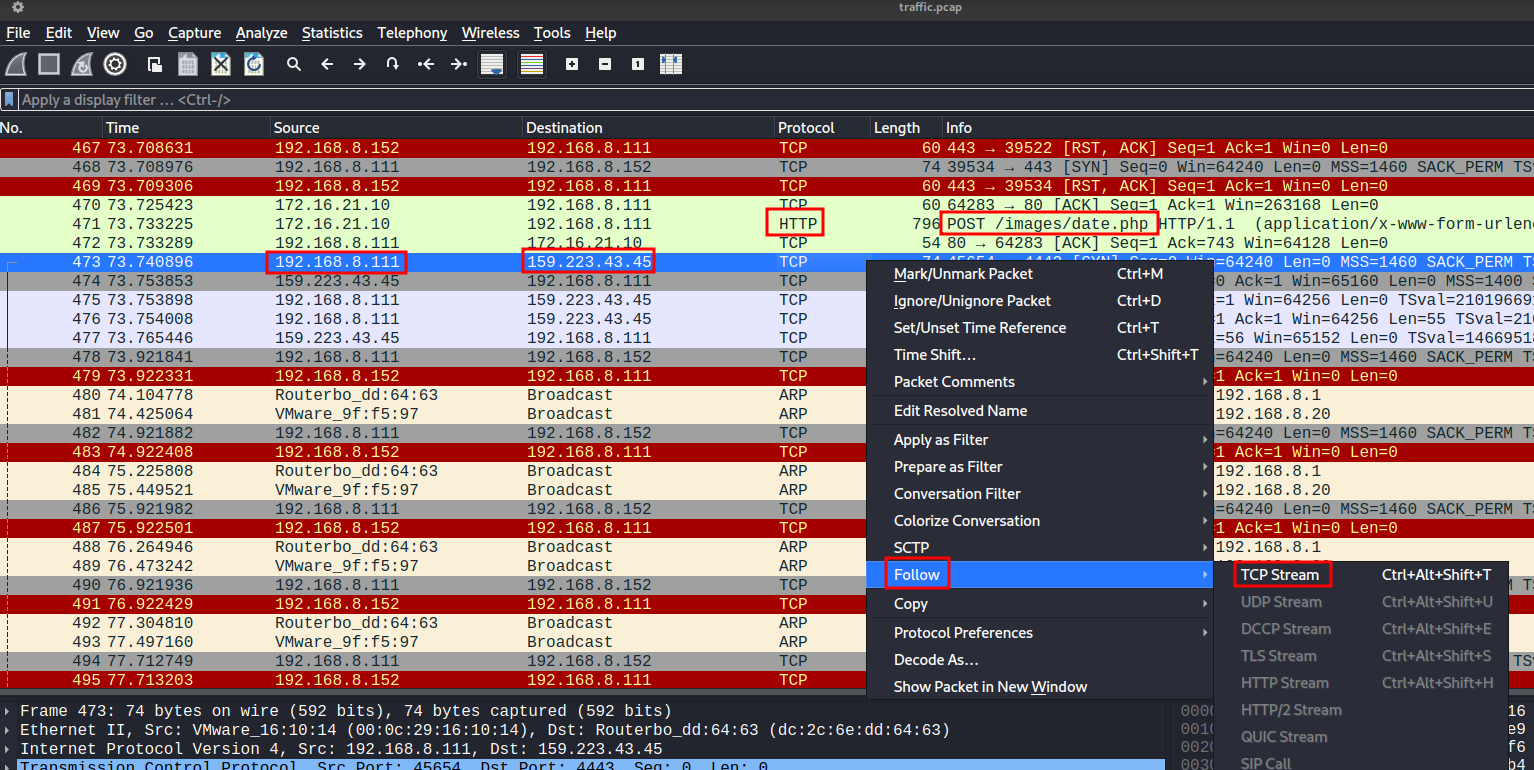 traffic.pcap
File Edit View Go Capture Analyze Statistics Telephony Wireless Tools Help
Apply a display filter … <Ctrl-/>
No. Time Source Destination Protocol Length Info
467 73.708631 192.168.8.152 192.168.8.111 TCP 60 443 → 39522 [RST, ACK] Seq=1 Ack=1 Win=0 Len=0
468 73.708976 192.168.8.111 192.168.8.152 TCP 74 39534 → 443 [SYN] Seq=0 Win=64240 Len=0 MSS=1460 SACK_PERM TS
469 73.709306 192.168.8.152 192.168.8.111 TCP 60 443 → 39534 [RST, ACK] Seq=1 Ack=1 Win=0 Len=0
470 73.725423 172.16.21.10 192.168.8.111 TCP 60 64283 → 80 [ACK] Seq=1 Ack=1 Win=263168 Len=0
471 73.733225 172.16.21.10 192.168.8.111 HTTP 796 POST /images/date.php HTTP/1.1 (application/x-www-form-urlenc
472 73.733289 192.168.8.111 172.16.21.10 TCP 54 80 → 64283 [ACK] Seq=1 Ack=743 Win=64128 Len=0
473 73.740896 192.168.8.111 159.223.43.45 TCP 74 45654 → 4443 [SYN] Seq=0 Win=64240 Len=0 MSS=1460 SACK_PERM TS
474 73.753853 159.223.43.45 192.168.8.111 TCP =0 Ack=1 Win=65160 Len=0 MSS=1400 S
475 73.753898 192.168.8.111 159.223.43.45 TCP 1 Win=64256 Len=0 TSval=210196691
476 73.754008 192.168.8.111 159.223.43.45 TCP 1 Ack=1 Win=64256 Len=55 TSval=210
477 73.765446 159.223.43.45 192.168.8.111 TCP =56 Win=65152 Len=0 TSval=14669518
478 73.921841 192.168.8.111 192.168.8.152 TCP =64240 Len=0 MSS=1460 SACK_PERM TS
479 73.922331 192.168.8.152 192.168.8.111 TCP 1 Ack=1 Win=0 Len=0
480 74.104778 Routerbo_dd:64:63 Broadcast ARP 192.168.8.1
481 74.425064 VMware_9f:f5:97 Broadcast ARP 192.168.8.20
482 74.921882 192.168.8.111 192.168.8.152 TCP =64240 Len=0 MSS=1460 SACK_PERM TS
483 74.922408 192.168.8.152 192.168.8.111 TCP 1 Ack=1 Win=0 Len=0
484 75.225808 Routerbo_dd:64:63 Broadcast ARP 192.168.8.1
485 75.449521 VMware_9f:f5:97 Broadcast ARP 192.168.8.20
486 75.921982 192.168.8.111 192.168.8.152 TCP =64240 Len=0 MSS=1460 SACK_PERM TS
487 75.922501 192.168.8.152 192.168.8.111 TCP 1 Ack=1 Win=0 Len=0
488 76.264946 Routerbo_dd:64:63 Broadcast ARP 192.168.8.1
489 76.473242 VMware_9f:f5:97 Broadcast ARP
490 76.921936 192.168.8.111 192.168.8.152 TCP
491 76.922429 192.168.8.152 192.168.8.111 TCP
492 77.304810 Routerbo_dd:64:63 Broadcast ARP
493 77.497160 VMware_9f:f5:97 Broadcast ARP
494 77.712749 192.168.8.111 192.168.8.152 TCP TS
495 77.713203 192.168.8.152 192.168.8.111 TCP
Mark/Unmark Packet Ctrl+M
Ignore/Unignore Packet Ctrl+D
Set/Unset Time Reference Ctrl+T
Time Shift… Ctrl+Shift+T
Packet Comments
Edit Resolved Name
Apply as Filter
Prepare as Filter
Conversation Filter
Colorize Conversation
SCTP
Follow
Copy
Protocol Preferences
Decode As…
Show Packet in New Window
TCP Stream Ctrl+Alt+Shift+T
UDP Stream Ctrl+Alt+Shift+U
DCCP Stream Ctrl+Alt+Shift+E
TLS Stream Ctrl+Alt+Shift+S
HTTP Stream Ctrl+Alt+Shift+H
HTTP/2 Stream
QUIC Stream
SIP Call
Frame 473: 74 bytes on wire (592 bits), 74 bytes captured (592 bits)
Ethernet II, Src: VMware_16:10:14 (00:0c:29:16:10:14), Dst: Routerbo_dd:64:63 (dc:2c:6e:dd:64:63)
Internet Protocol Version 4, Src: 192.168.8.111, Dst: 159.223.43.45
Transmission Control Protocol, Src Port: 45654, Dst Port: 4443, Seq: 0, Len: 0
000 16
001 e9
002 f6
003 b4